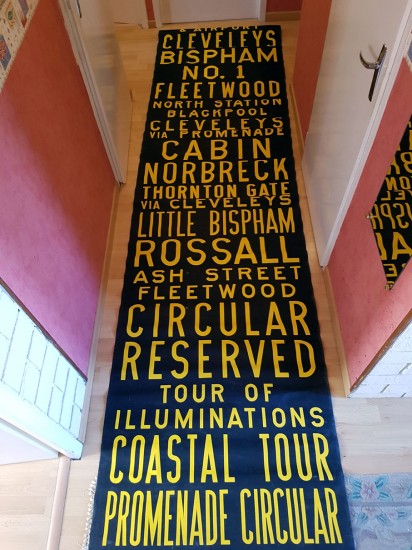 & AIRPORT
CLEVELEYS
BISPHAM
NO. 1
FLEETWOOD
NORTH STATION
BLACKPOOL
CLEVELEYS
VIA PROMENADE
CABIN
NORBRECK
THORNTON GATE
VIA CLEVELEYS
LITTLE BISPHAM
ROSSALL
ASH STREET
FLEETWOOD
CIRCULAR
RESERVED
TOUR OF
ILLUMINATIONS
COASTAL TOUR
PROMENADE CIRCULAR